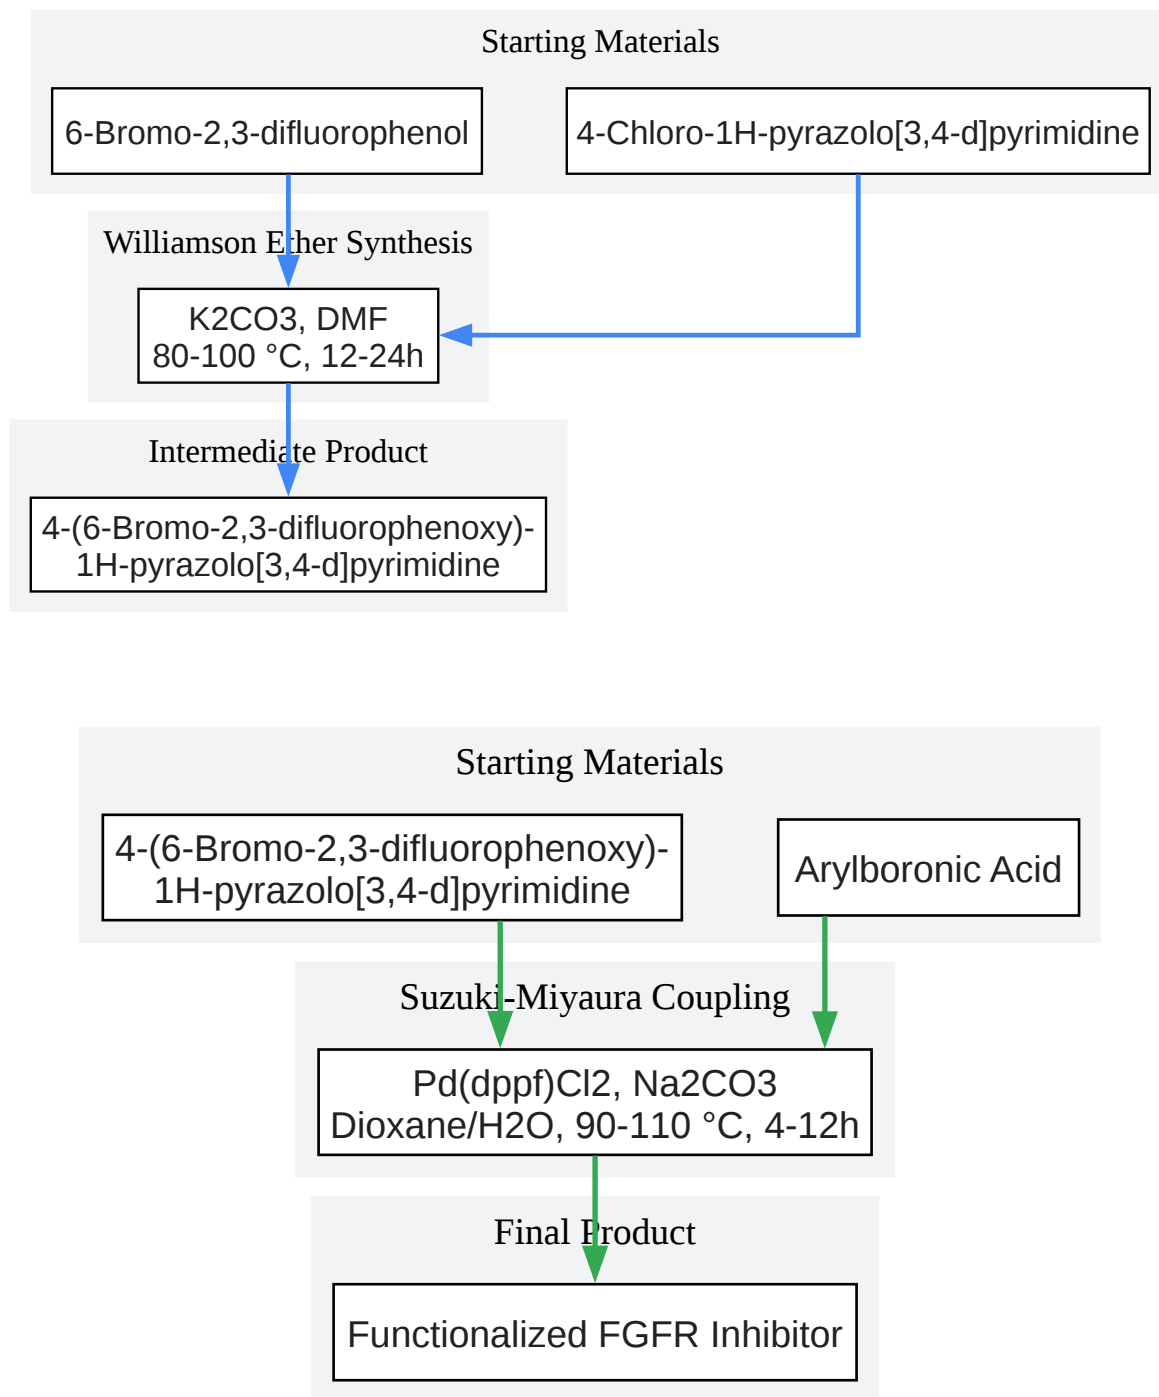 Starting Materials
6-Bromo-2,3-difluorophenol
4-Chloro-1H-pyrazolo[3,4-d]pyrimidine
Williamson Ether Synthesis
K2CO3, DMF
80-100 °C, 12-24h
Intermediate Product
4-(6-Bromo-2,3-difluorophenoxy)-
1H-pyrazolo[3,4-d]pyrimidine
Starting Materials
4-(6-Bromo-2,3-difluorophenoxy)-
1H-pyrazolo[3,4-d]pyrimidine
Arylboronic Acid
Suzuki-Miyaura Coupling
Pd(dppf)Cl2, Na2CO3
Dioxane/H2O, 90-110 °C, 4-12h
Final Product
Functionalized FGFR Inhibitor